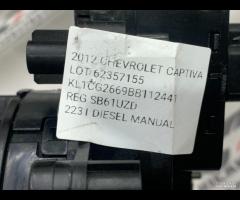 2012 CHEVROLET CAPTIVA
LOT 62357155
KL1CG2669BB112441
REG SB61UZD
2231 DIESEL MANUAL